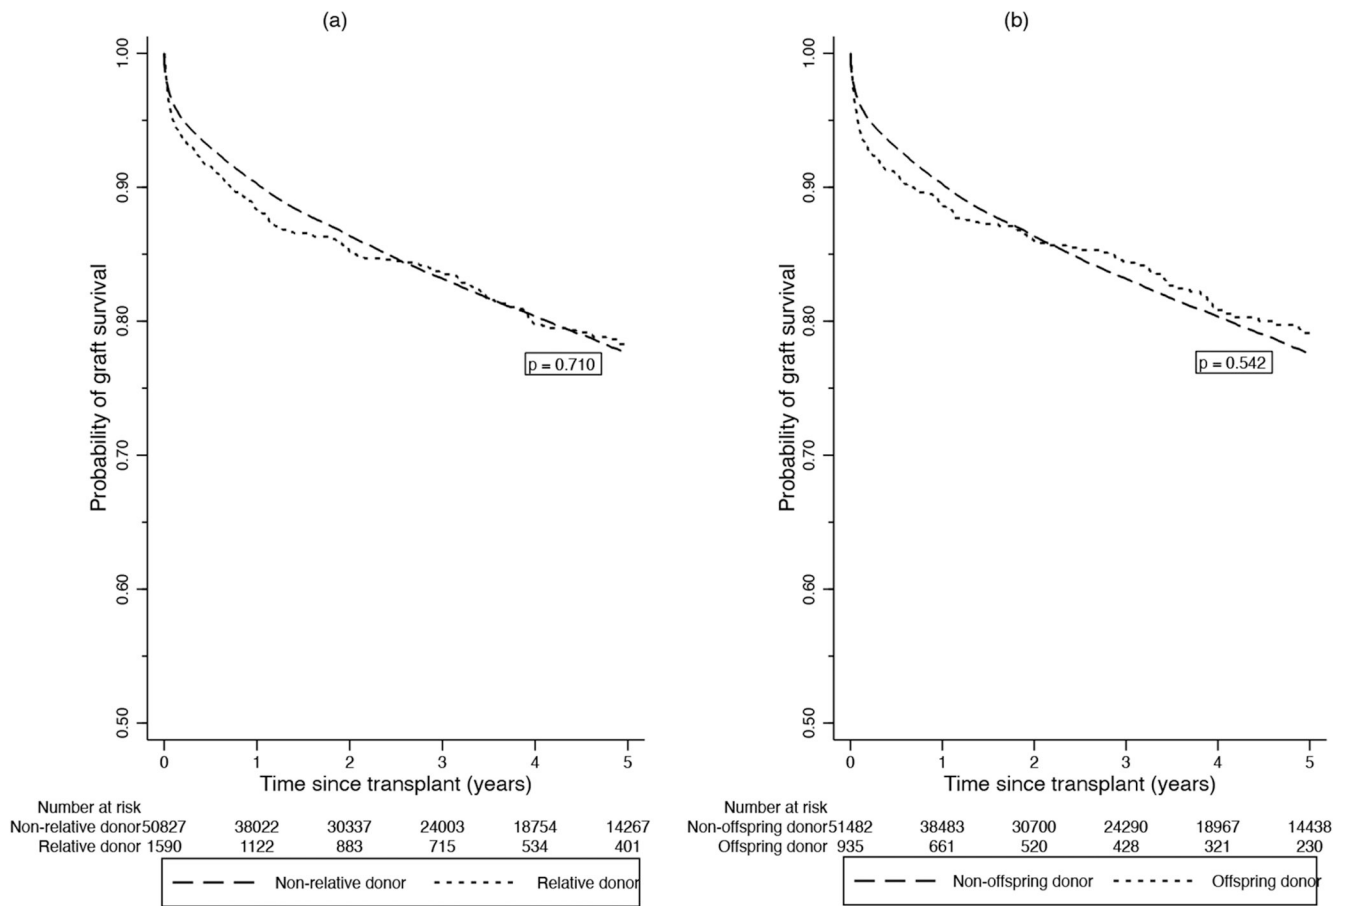 (a)
1.00
0.90
0.80
0.70
0.60
0.50
Probability of graft survival
p = 0.710
0 1 2 3 4 5
Time since transplant (years)
Number at risk
Non-relative donor 50827 38022 30337 24003 18754 14267
Relative donor 1590 1122 883 715 534 401
Non-relative donor Relative donor
(b)
1.00
0.90
0.80
0.70
0.60
0.50
Probability of graft survival
p = 0.542
0 1 2 3 4 5
Time since transplant (years)
Number at risk
Non-offspring donor 51482 38483 30700 24290 18967 14438
Offspring donor 935 661 520 428 321 230
Non-offspring donor Offspring donor